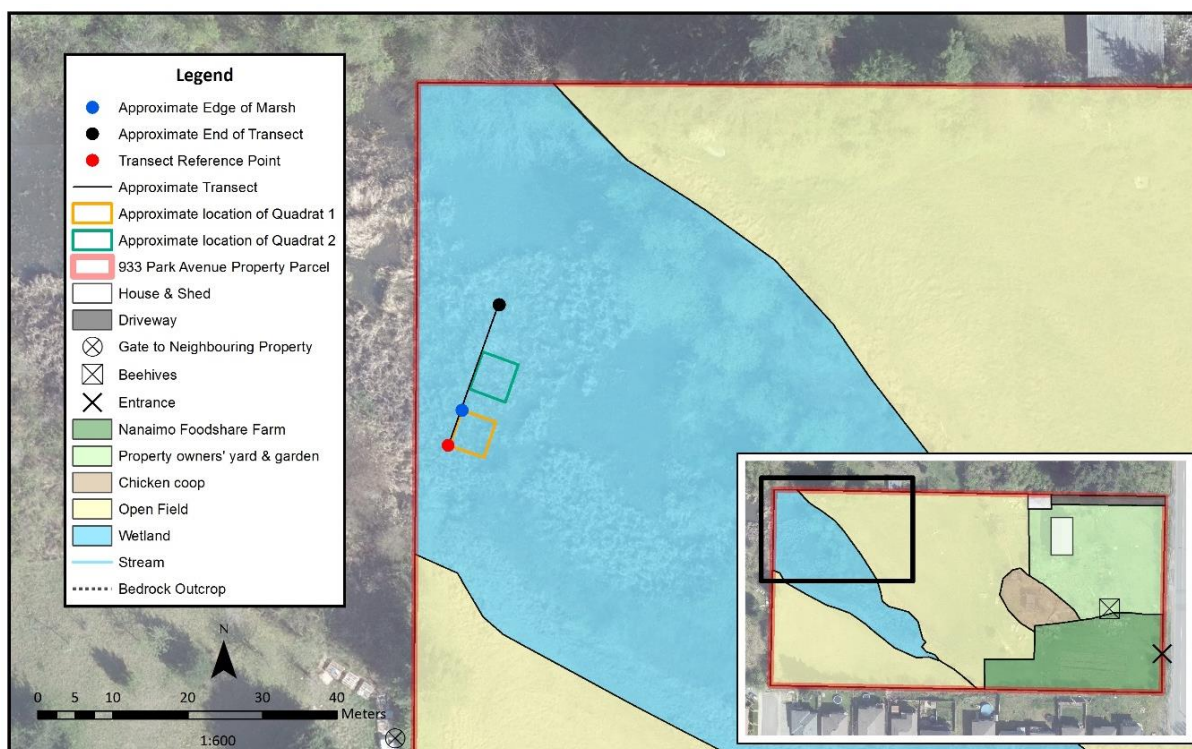 Legend
Approximate Edge of Marsh
Approximate End of Transect
Transect Reference Point
Approximate Transect
Approximate location of Quadrat 1
Approximate location of Quadrat 2
933 Park Avenue Property Parcel
House & Shed
Driveway
Gate to Neighbouring Property
Beehives
Entrance
Nanaimo Foodshare Farm
Property owners' yard & garden
Chicken coop
Open Field
Wetland
Stream
Bedrock Outcrop
N
0 5 10 20 30 40
Meters
1:600